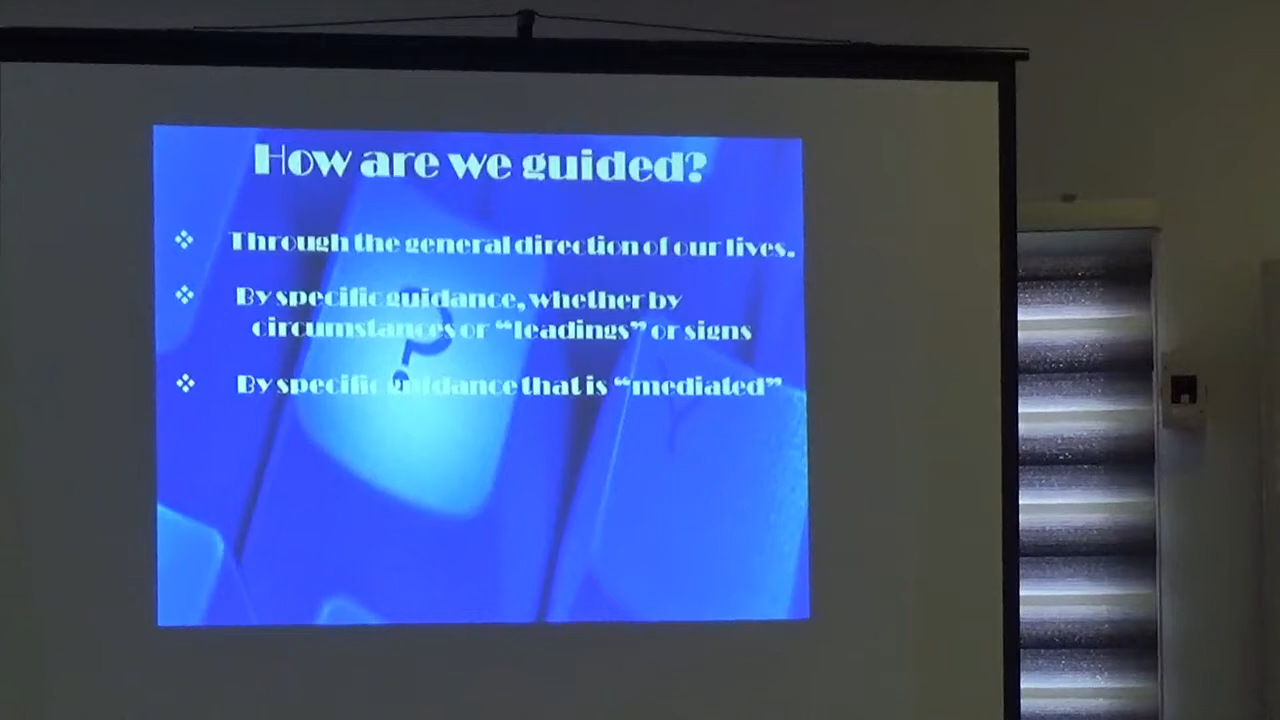 How are we guided?
❖ Through the general direction of our lives.
❖ By specific guidance, whether by
circumstances or “leadings” or signs
❖ By specific guidance that is “mediated”
?